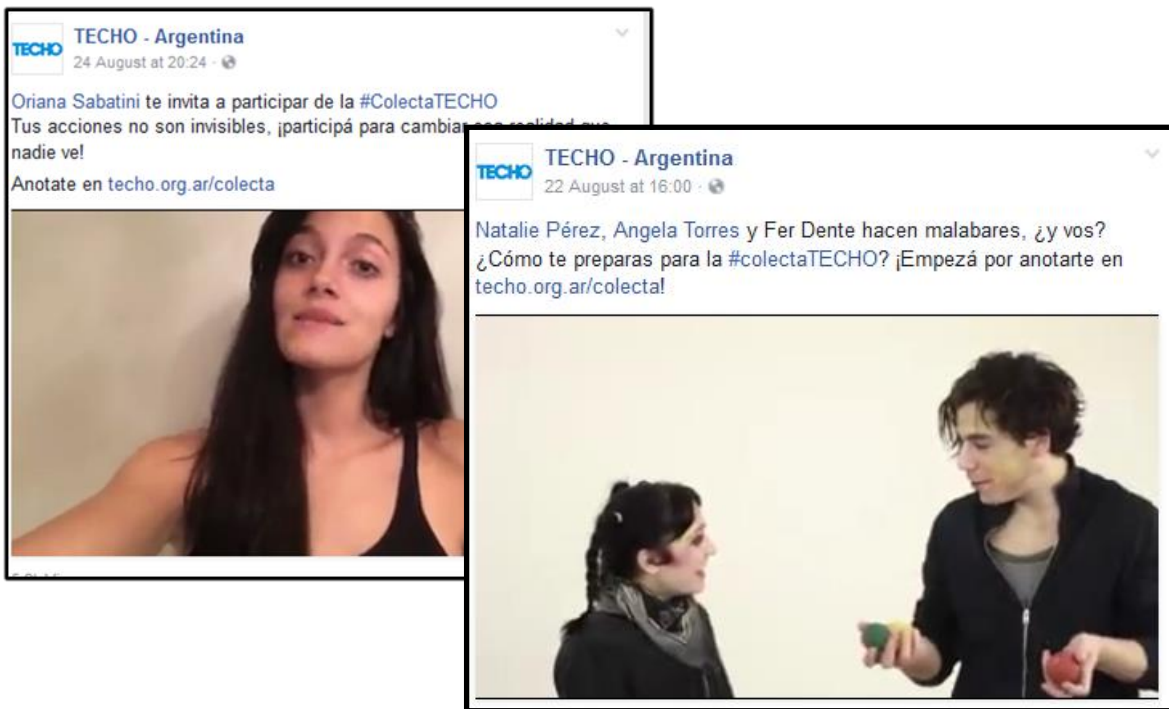 TECHO
TECHO - Argentina
24 August at 20:24
Oriana Sabatini te invita a participar de la #ColectaTECHO
Tus acciones no son invisibles, ¡participá para cambiar
nadie ve!
Anotate en techo.org.ar/colecta
TECHO
TECHO - Argentina
22 August at 16:00
Natalie Pérez, Angela Torres y Fer Dente hacen malabares, ¿y vos?
¿Cómo te preparas para la #colectaTECHO? ¡Empezá por anotarte en
techo.org.ar/colecta!